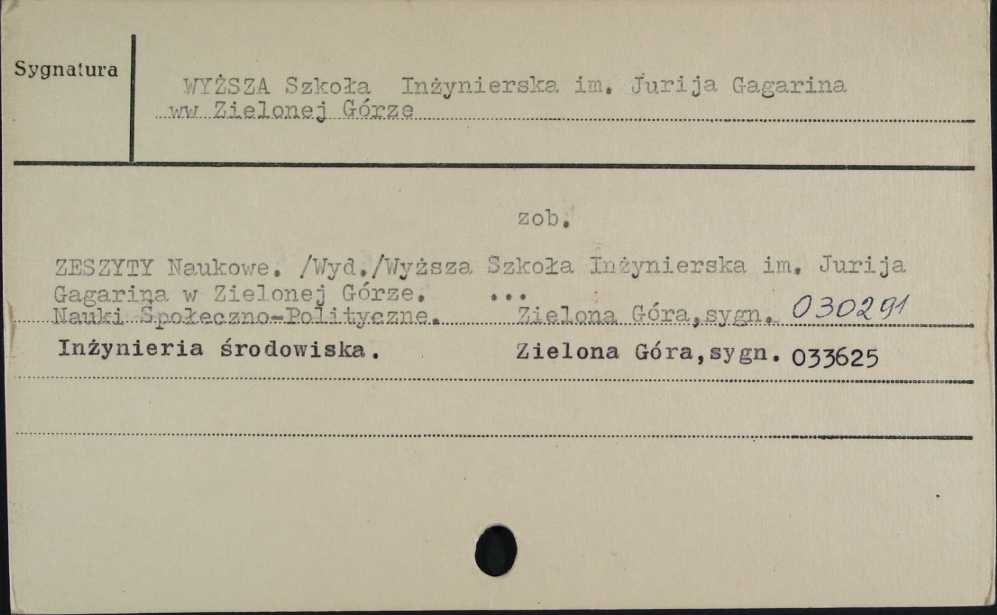 Sygnatura
WYŻSZA Szkoła Inżynierska im. Jurija Gagarina
ww Zielonej Górze
zob.
ZESZYTY Naukowe. /Wyd./Wyższa Szkoła Inżynierska im. Jurija
Gagarina w Zielonej Górze. ...
Nauki Społeczno-Polityczne. Zielona Góra,sygn. 030291
Inżynieria środowiska. Zielona Góra,sygn. 033625